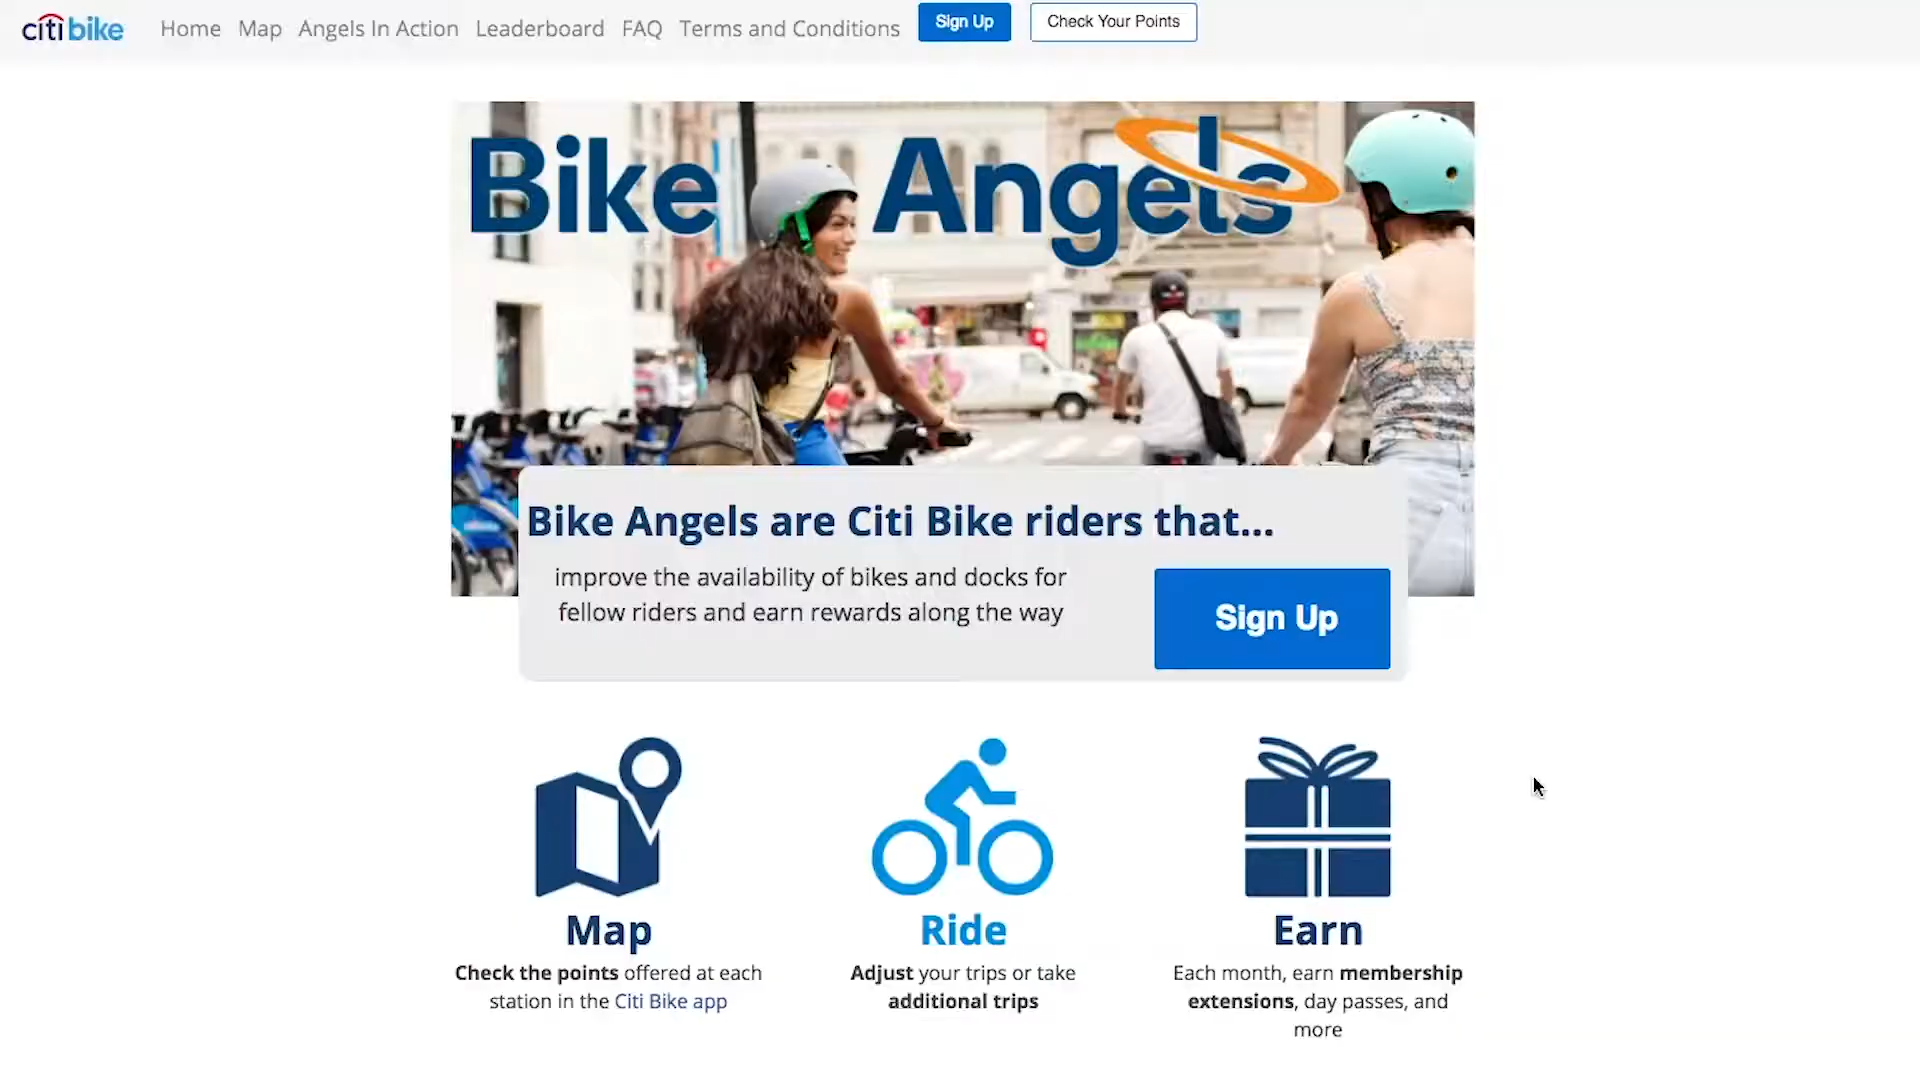 citi bike Home Map Angels In Action Leaderboard FAQ Terms and Conditions Sign Up Check Your Points
Bike Angels
Bike Angels are Citi Bike riders that...
improve the availability of bikes and docks for
fellow riders and earn rewards along the way
Sign Up
Map
Check the points offered at each
station in the Citi Bike app
Ride
Adjust your trips or take
additional trips
Earn
Each month, earn membership
extensions, day passes, and
more